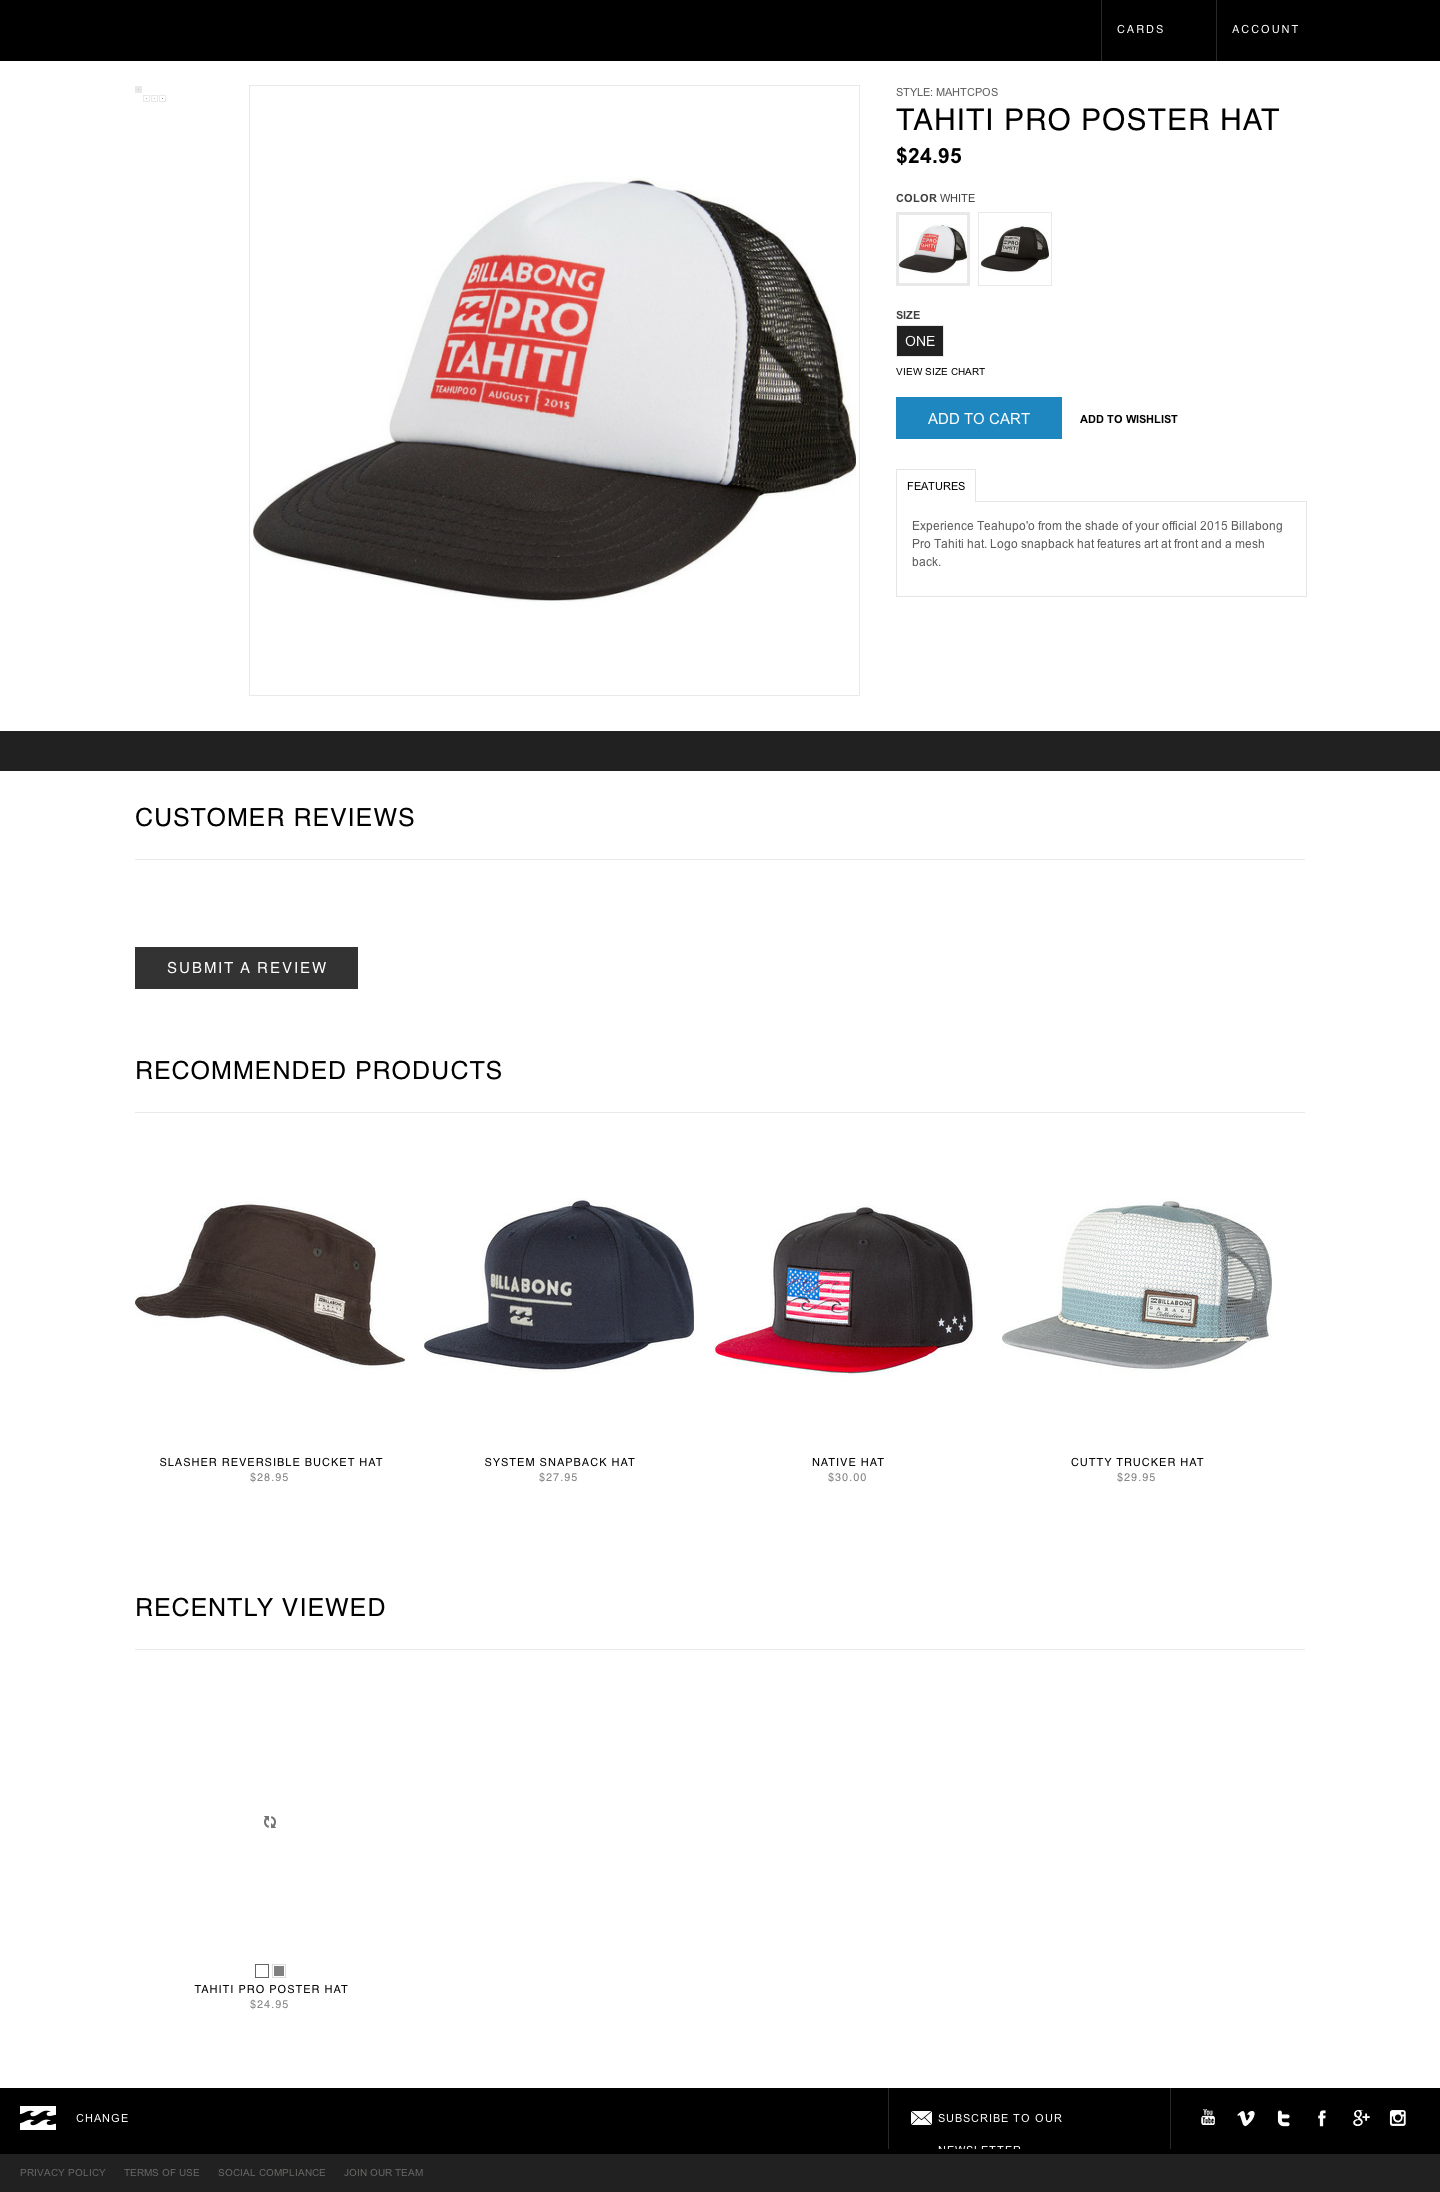 CARDS
ACCOUNT
STYLE: MAHTCPOS
TAHITI PRO POSTER HAT
$24.95
COLOR WHITE
SIZE
ONE
VIEW SIZE CHART
ADD TO CART
ADD TO WISHLIST
FEATURES
Experience Teahupo'o from the shade of your official 2015 Billabong
Pro Tahiti hat. Logo snapback hat features art at front and a mesh
back.
BILLABONG
PRO
TAHITI
TEAHUPO'O AUGUST 2015
CUSTOMER REVIEWS
SUBMIT A REVIEW
RECOMMENDED PRODUCTS
BILLABONG
BILLABONG
GARAGE
Collection
SLASHER REVERSIBLE BUCKET HAT
$28.95
SYSTEM SNAPBACK HAT
$27.95
NATIVE HAT
$30.00
CUTTY TRUCKER HAT
$29.95
RECENTLY VIEWED
TAHITI PRO POSTER HAT
$24.95
CHANGE
SUBSCRIBE TO OUR
NEWSLETTER
PRIVACY POLICY
TERMS OF USE
SOCIAL COMPLIANCE
JOIN OUR TEAM